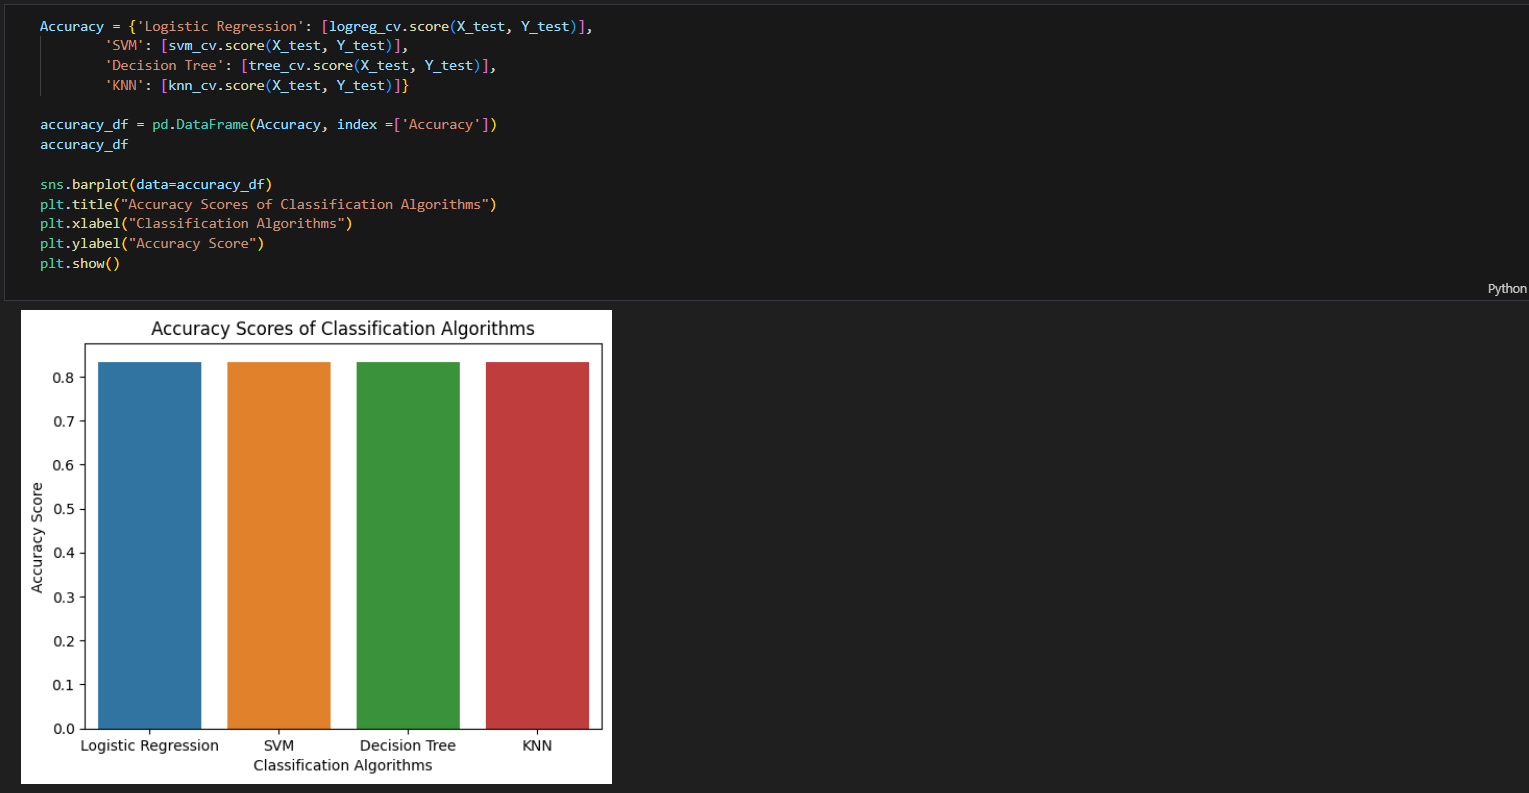 Accuracy = {'Logistic Regression': [logreg_cv.score(X_test, Y_test)],
'SVM': [svm_cv.score(X_test, Y_test)],
'Decision Tree': [tree_cv.score(X_test, Y_test)],
'KNN': [knn_cv.score(X_test, Y_test)]}
accuracy_df = pd.DataFrame(Accuracy, index =['Accuracy'])
accuracy_df
sns.barplot(data=accuracy_df)
plt.title("Accuracy Scores of Classification Algorithms")
plt.xlabel("Classification Algorithms")
plt.ylabel("Accuracy Score")
plt.show()
Python
Accuracy Scores of Classification Algorithms
Accuracy Score
0.8
0.7
0.6
0.5
0.4
0.3
0.2
0.1
0.0
Logistic Regression SVM Decision Tree KNN
Classification Algorithms